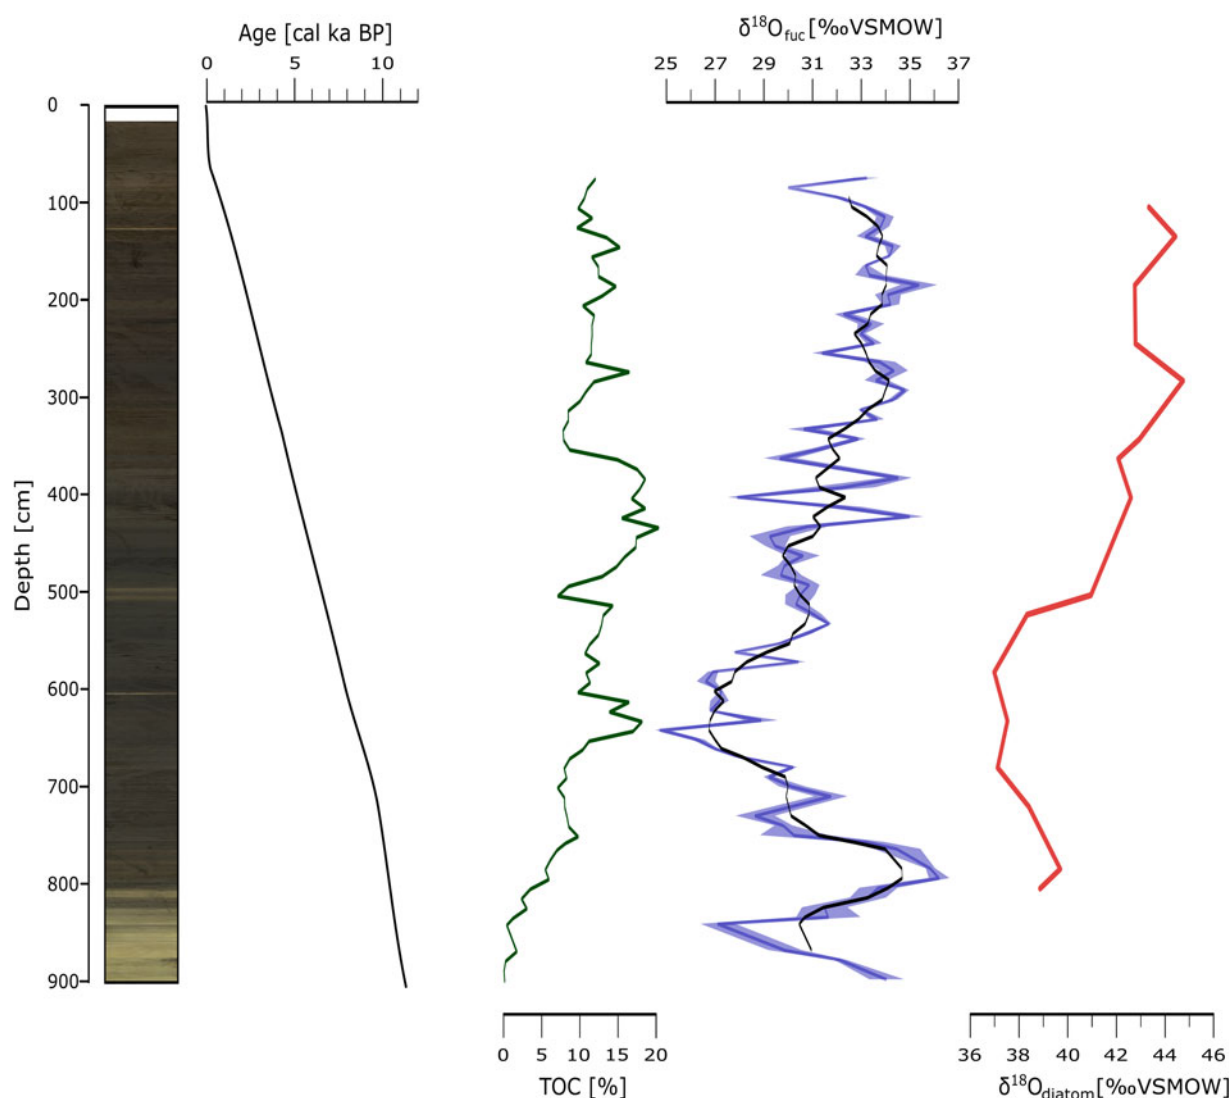 Age [cal ka BP]
0 5 10
δ¹⁸Ofuc[‰VSMOW]
25 27 29 31 33 35 37
Depth [cm]
0
100
200
300
400
500
600
700
800
900
0 5 10 15 20
TOC [%]
36 38 40 42 44 46
δ¹⁸Odiatom[‰VSMOW]